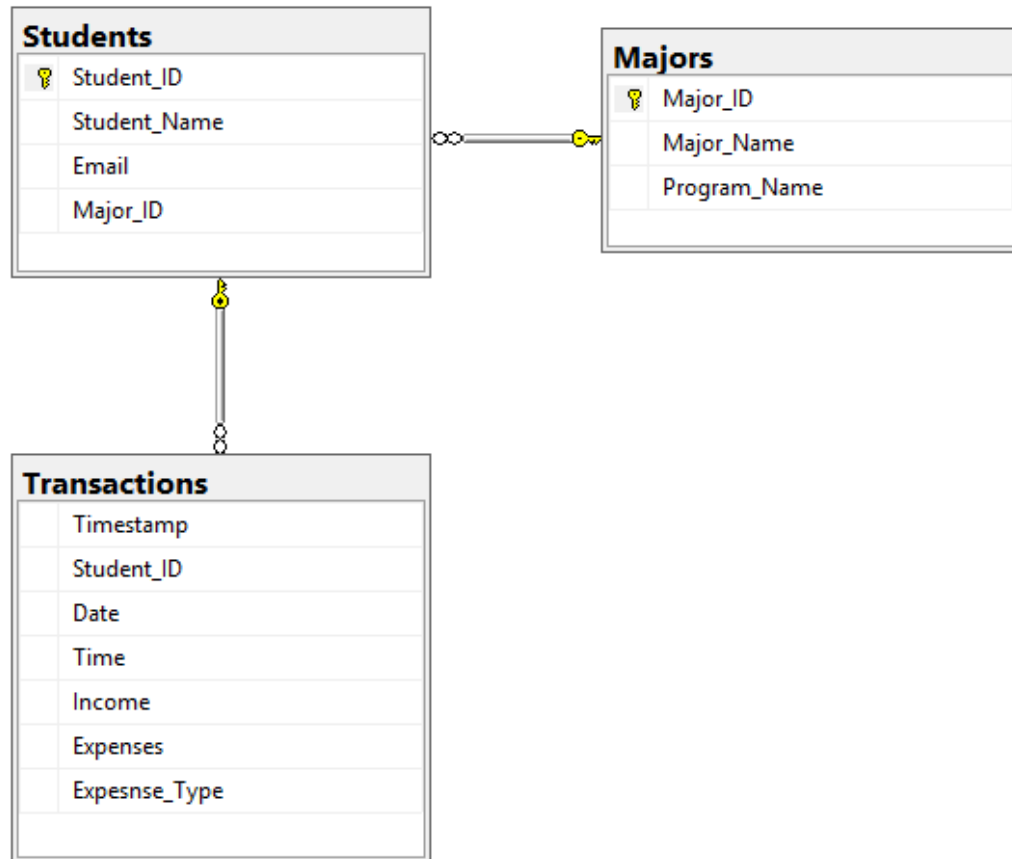 Students
Student_ID
Student_Name
Email
Major_ID
Majors
Major_ID
Major_Name
Program_Name
Transactions
Timestamp
Student_ID
Date
Time
Income
Expenses
Expesnse_Type